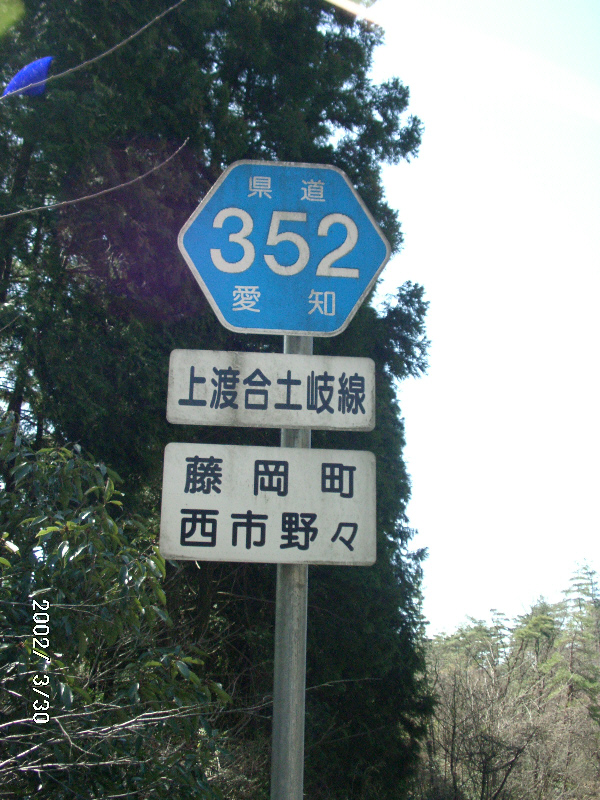 県道
352
愛知
上渡合土岐線
藤岡町
西市野々
2002/ 3/30